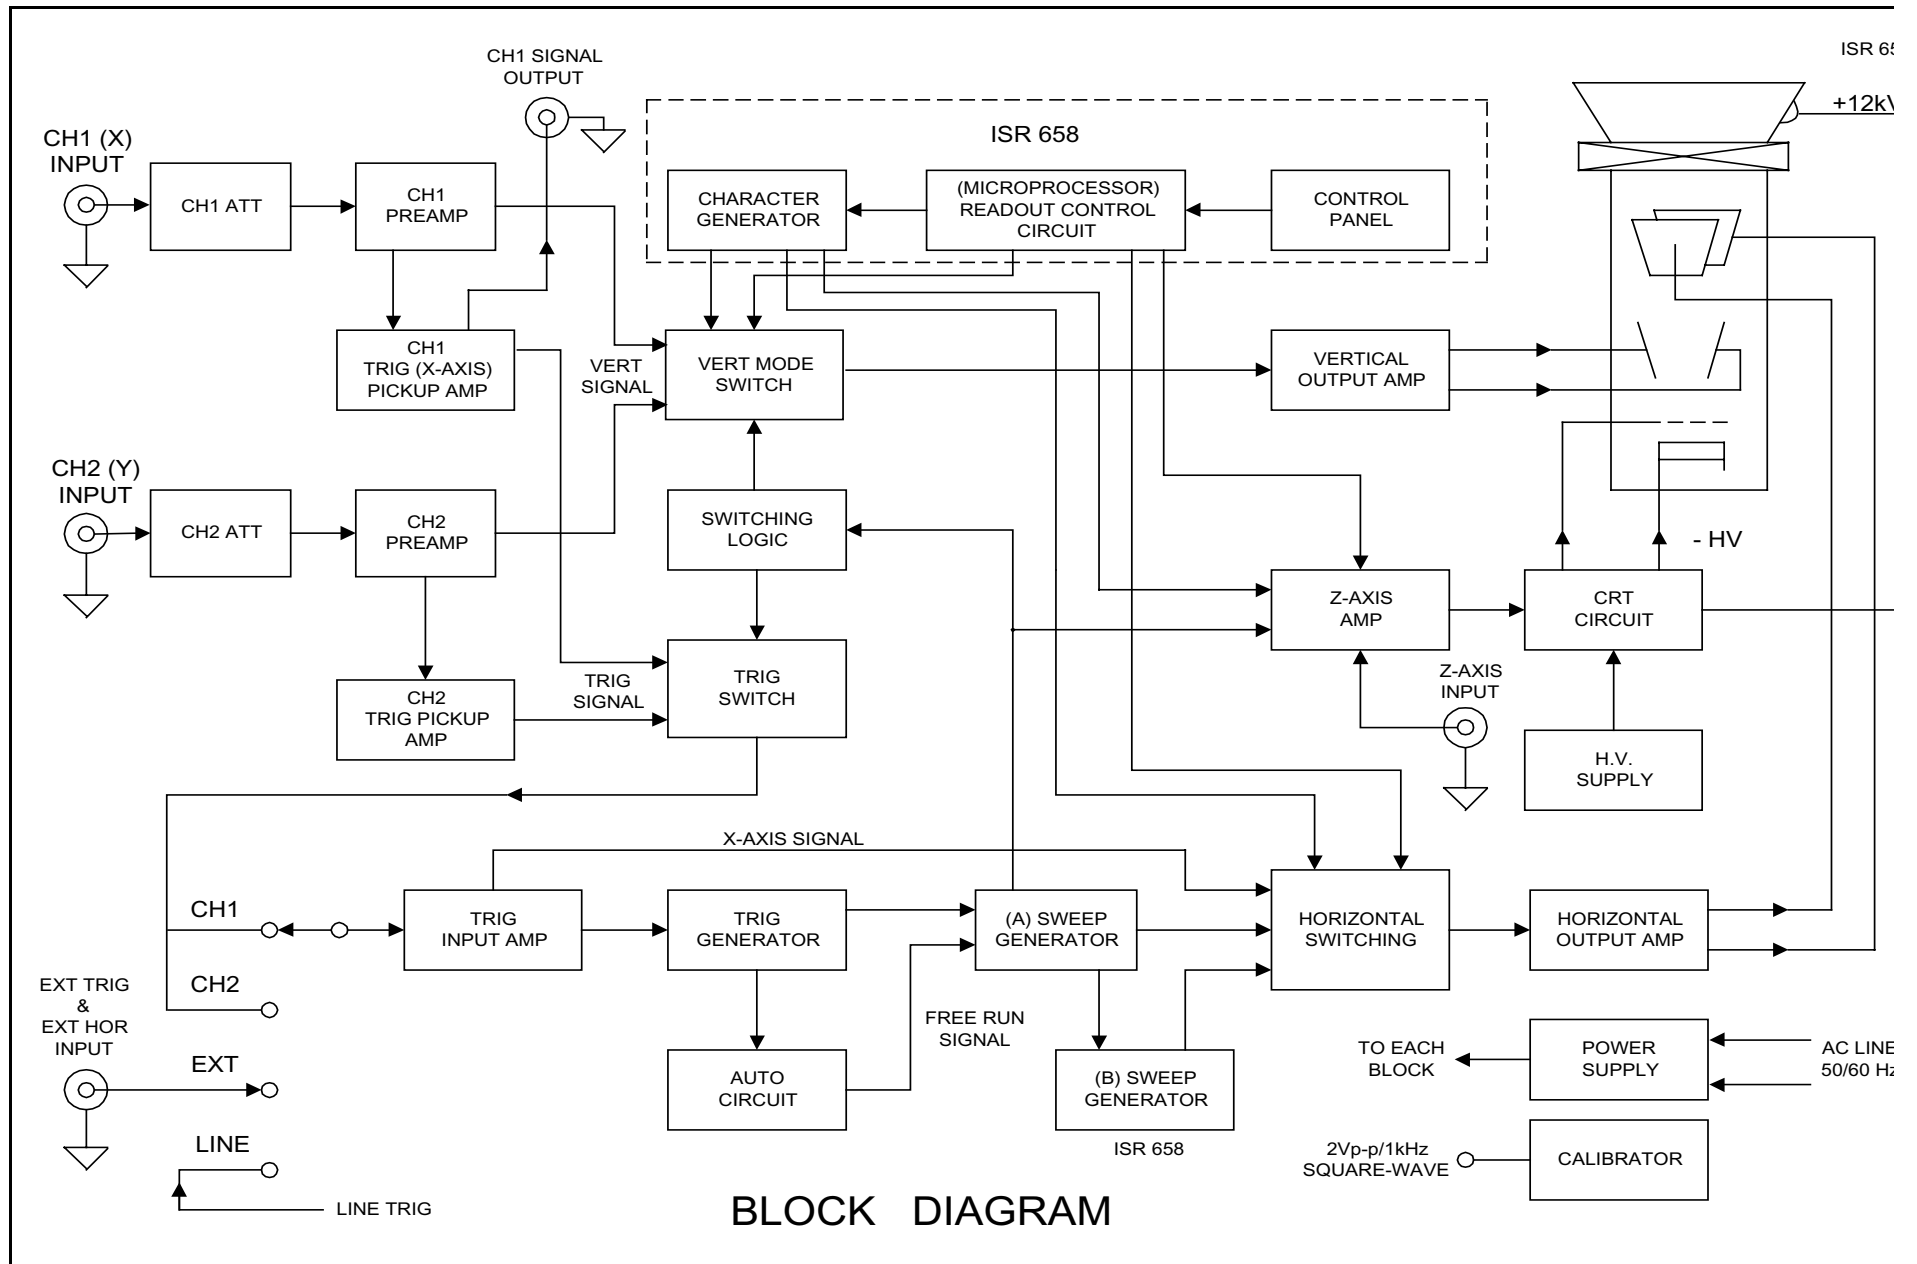 CH1 SIGNAL
OUTPUT
ISR 65
+12kV
CH1 (X)
INPUT
ISR 658
CH1 ATT
CH1
PREAMP
CHARACTER
GENERATOR
(MICROPROCESSOR)
READOUT CONTROL
CIRCUIT
CONTROL
PANEL
CH1
TRIG (X-AXIS)
PICKUP AMP
VERT
SIGNAL
VERT MODE
SWITCH
VERTICAL
OUTPUT AMP
CH2 (Y)
INPUT
CH2 ATT
CH2
PREAMP
SWITCHING
LOGIC
- HV
Z-AXIS
AMP
CRT
CIRCUIT
CH2
TRIG PICKUP
AMP
TRIG
SIGNAL
TRIG
SWITCH
Z-AXIS
INPUT
H.V.
SUPPLY
X-AXIS SIGNAL
CH1
TRIG
INPUT AMP
TRIG
GENERATOR
(A) SWEEP
GENERATOR
HORIZONTAL
SWITCHING
HORIZONTAL
OUTPUT AMP
CH2
EXT TRIG
&
EXT HOR
INPUT
EXT
AUTO
CIRCUIT
FREE RUN
SIGNAL
(B) SWEEP
GENERATOR
ISR 658
TO EACH
BLOCK
POWER
SUPPLY
AC LINE
50/60 Hz
LINE
LINE TRIG
2Vp-p/1kHz
SQUARE-WAVE
CALIBRATOR
BLOCK DIAGRAM